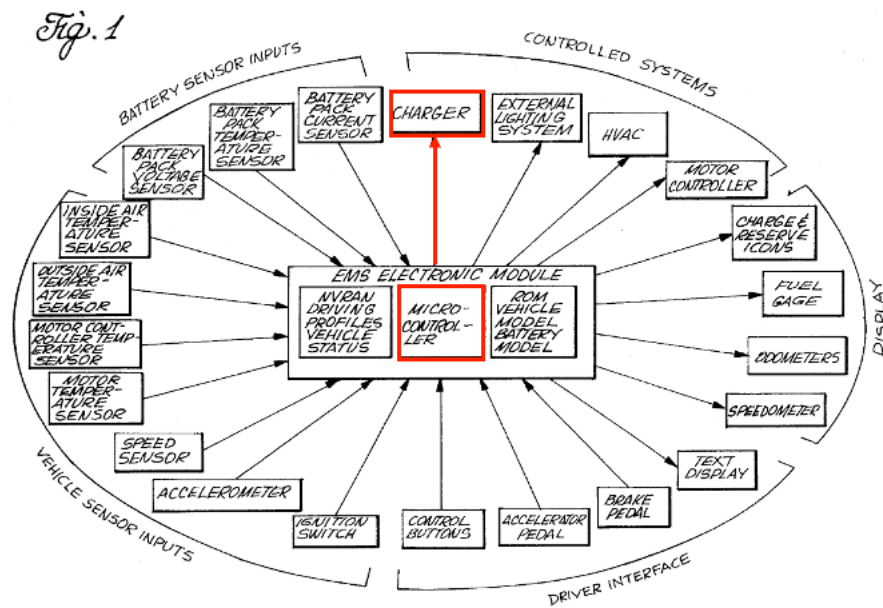 Fig. 1
BATTERY SENSOR INPUTS
CONTROLLED SYSTEMS
BATTERY
PACK
VOLTAGE
SENSOR
BATTERY
PACK
TEMPER-
ATURE
SENSOR
BATTERY
PACK
CURRENT
SENSOR
CHARGER
EXTERNAL
LIGHTING
SYSTEM
HVAC
MOTOR
CONTROLLER
INSIDE AIR
TEMPER-
ATURE
SENSOR
OUTSIDE AIR
TEMPER-
ATURE
SENSOR
MOTOR CONT-
ROLLER TEMP-
ERATURE
SENSOR
MOTOR
TEMPER-
ATURE
SENSOR
SPEED
SENSOR
ACCELEROMETER
VEHICLE SENSOR INPUTS
EMS ELECTRONIC MODULE
NVRAN
DRIVING
PROFILES
VEHICLE
STATUS
MICRO-
CONTROL-
LER
ROM
VEHICLE
MODEL
BATTERY
MODEL
CHARGE &
RESERVE
ICONS
FUEL
GAGE
ODOMETERS
SPEEDOMETER
DISPLAY
IGNITION
SWITCH
CONTROL
BUTTONS
ACCELERATOR
PEDAL
BRAKE
PEDAL
TEXT
DISPLAY
DRIVER INTERFACE